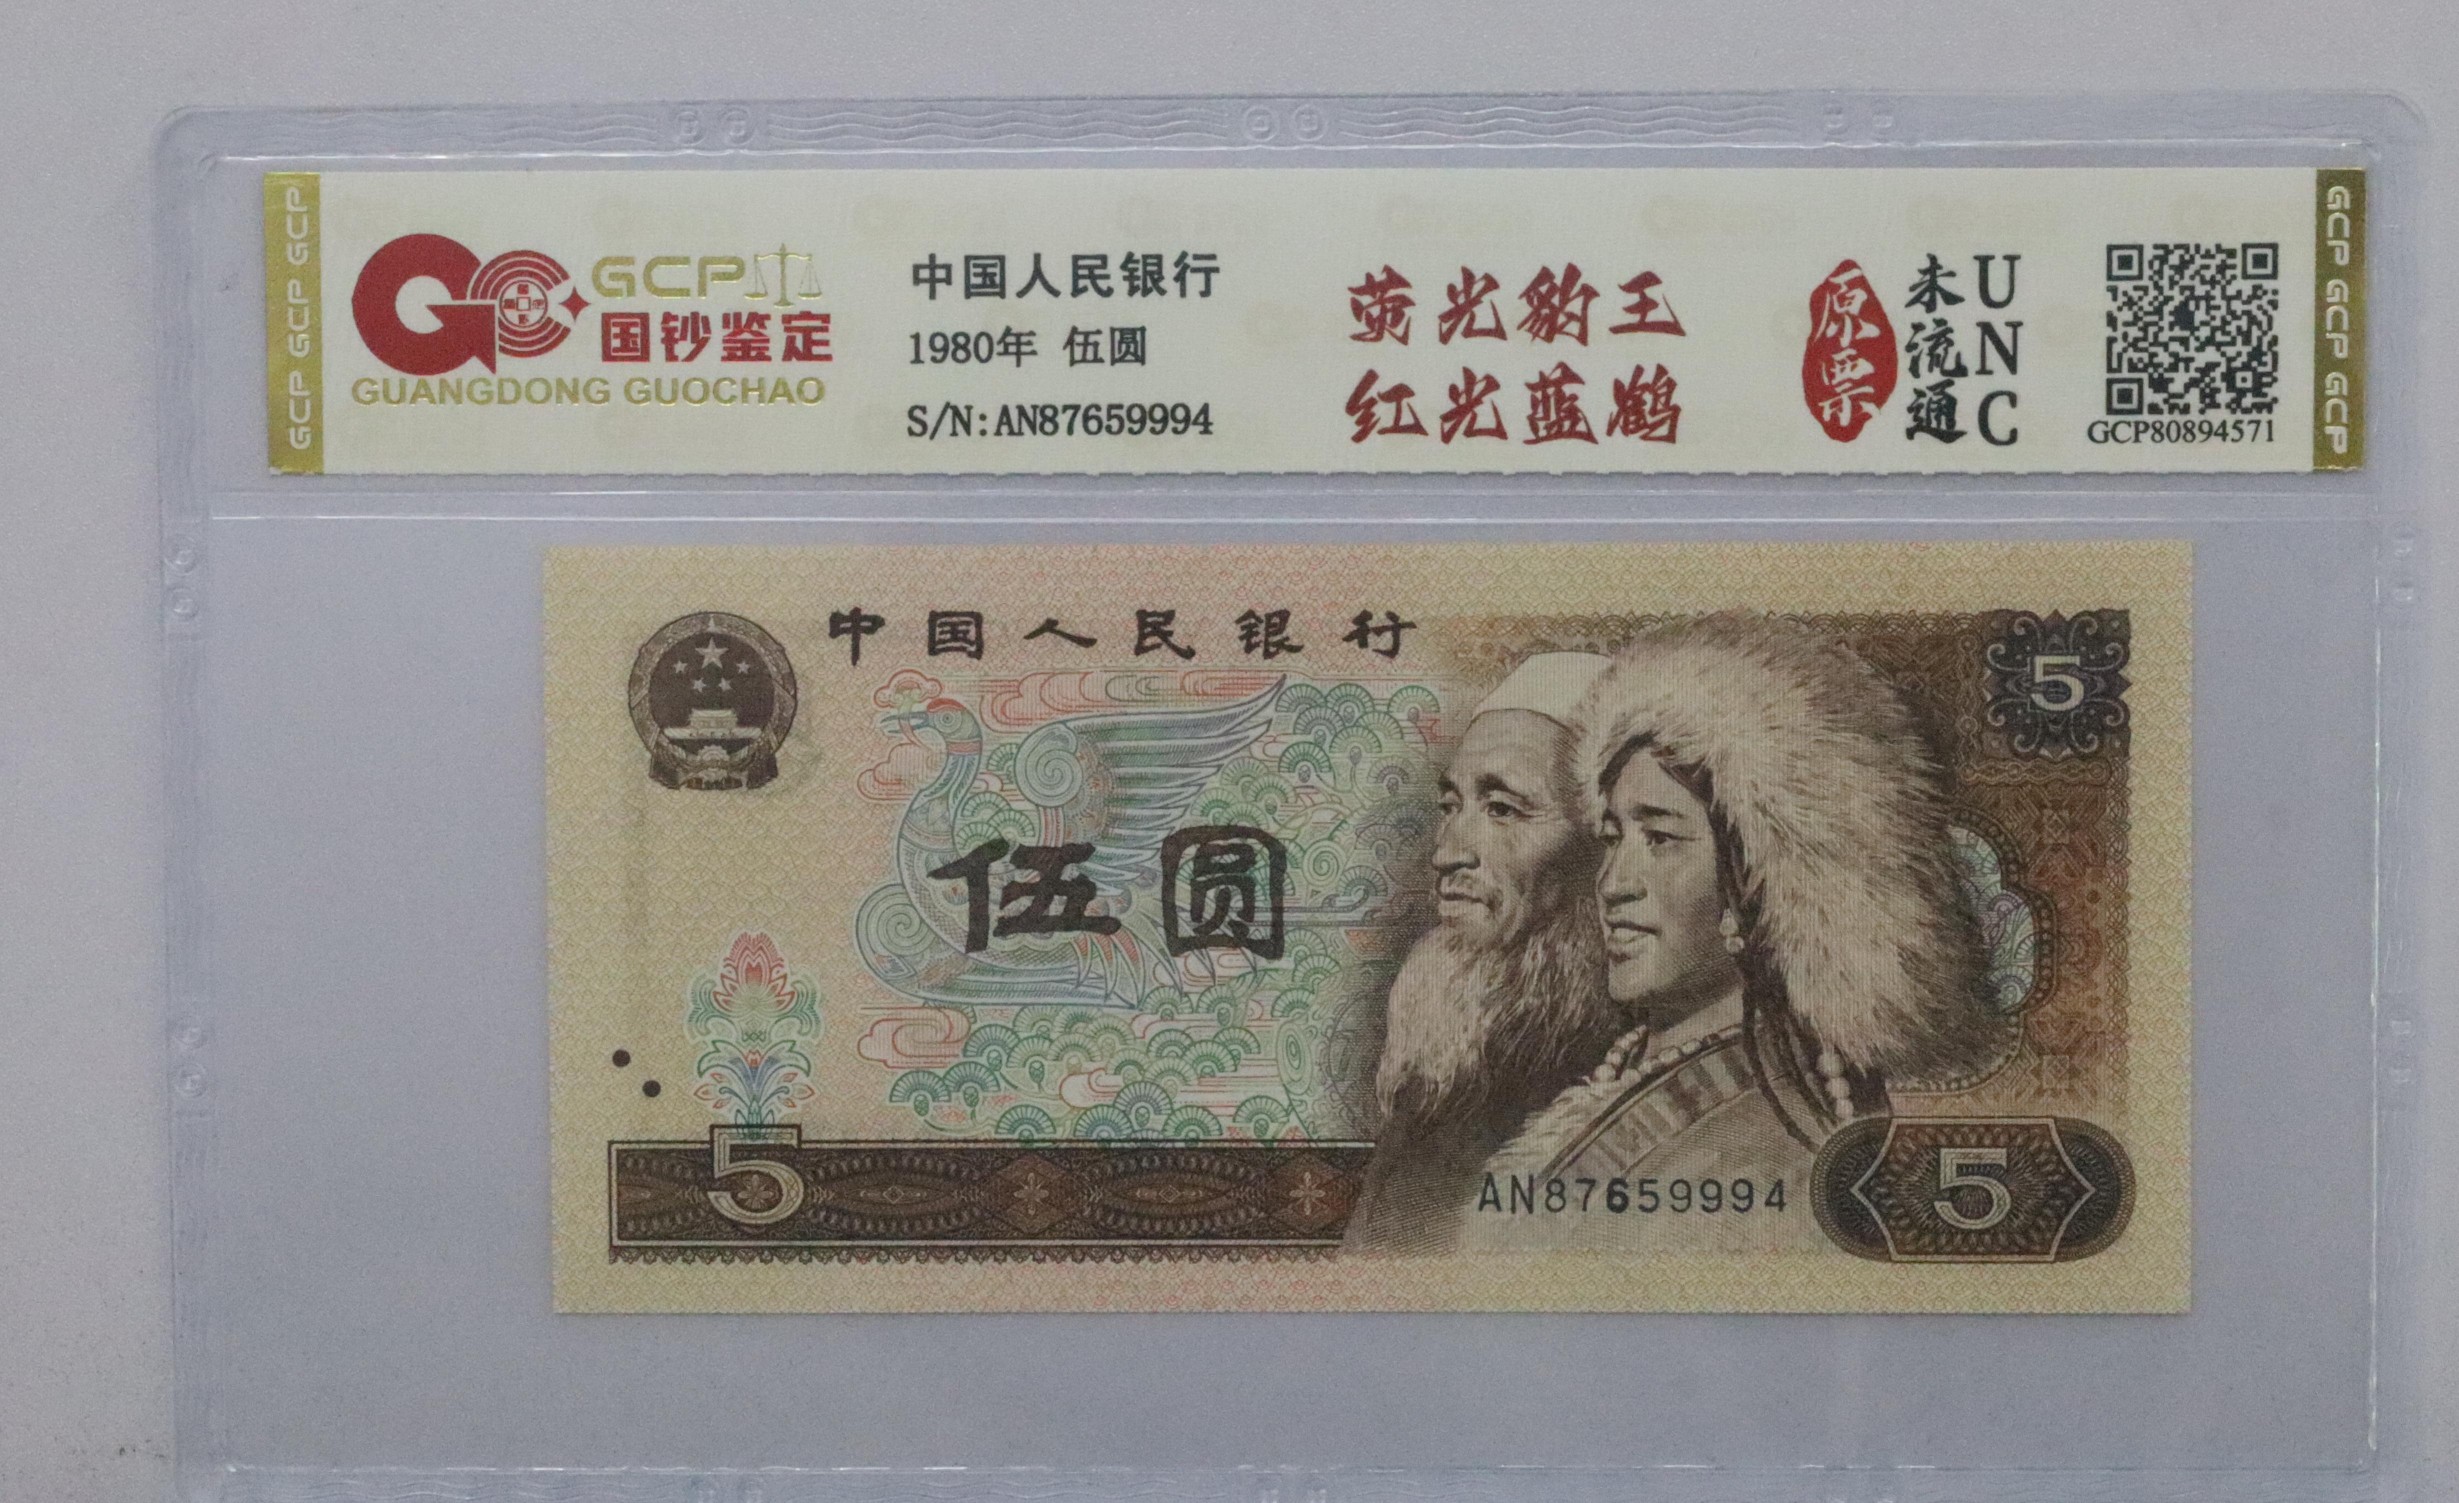 GCP GCP GCP
GCP
国钞鉴定
GUANGDONG GUOCHAO
中国人民银行
1980年 伍圆
S/N:AN87659994
荧光豹王
红光蓝鹤
原票
未流通
UNC
GCP80894571
GCP GCP GCP
中国人民银行
5
伍圆
5
AN87659994
5